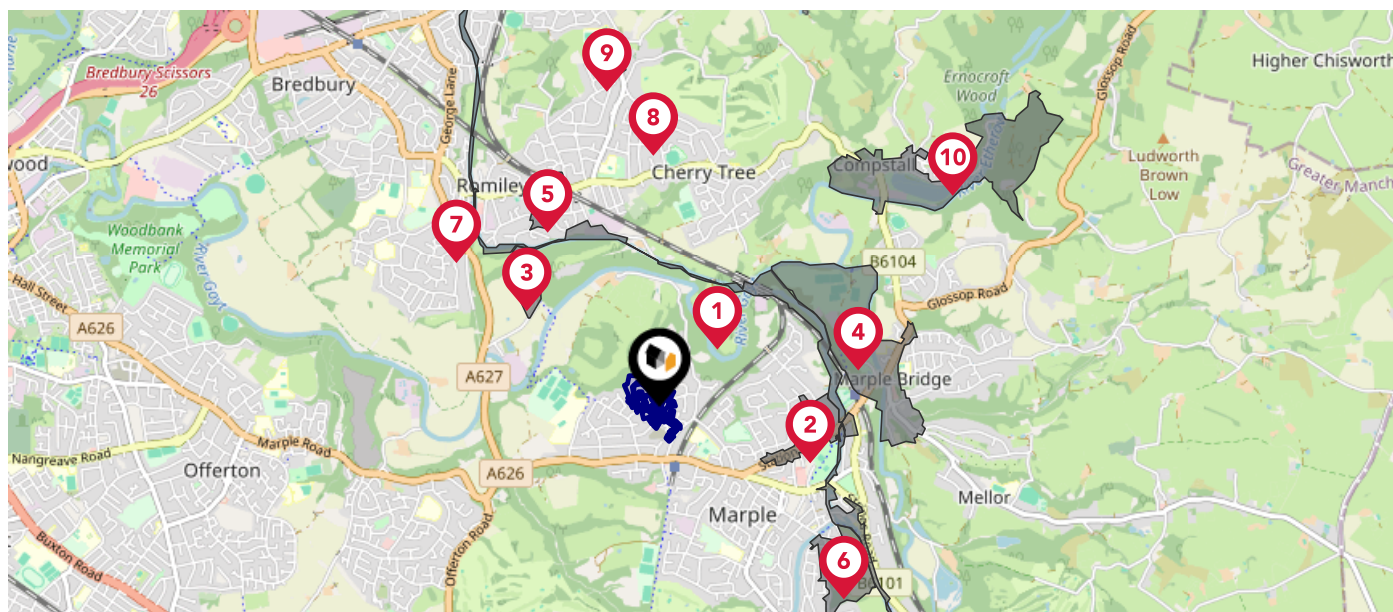 9
Higher Chisworth
Bredbury Scissors
26
Bredbury
George Lane
Ernocroft
Wood
Glossop Road
8
wood
Cherry Tree
10
Compstall
Ludworth
Brown
Low
Greater Manch
Romiley
5
7
Woodbank
Memorial
Park
River Goyt
3
B6104
Hall Street
A626
1
Glossop Road
4
A627
Marple Bridge
2
Marple Road
Nangreave Road
Offerton
A626
Mellor
Marple
Buxton Road
Offerton Road
6
B6101